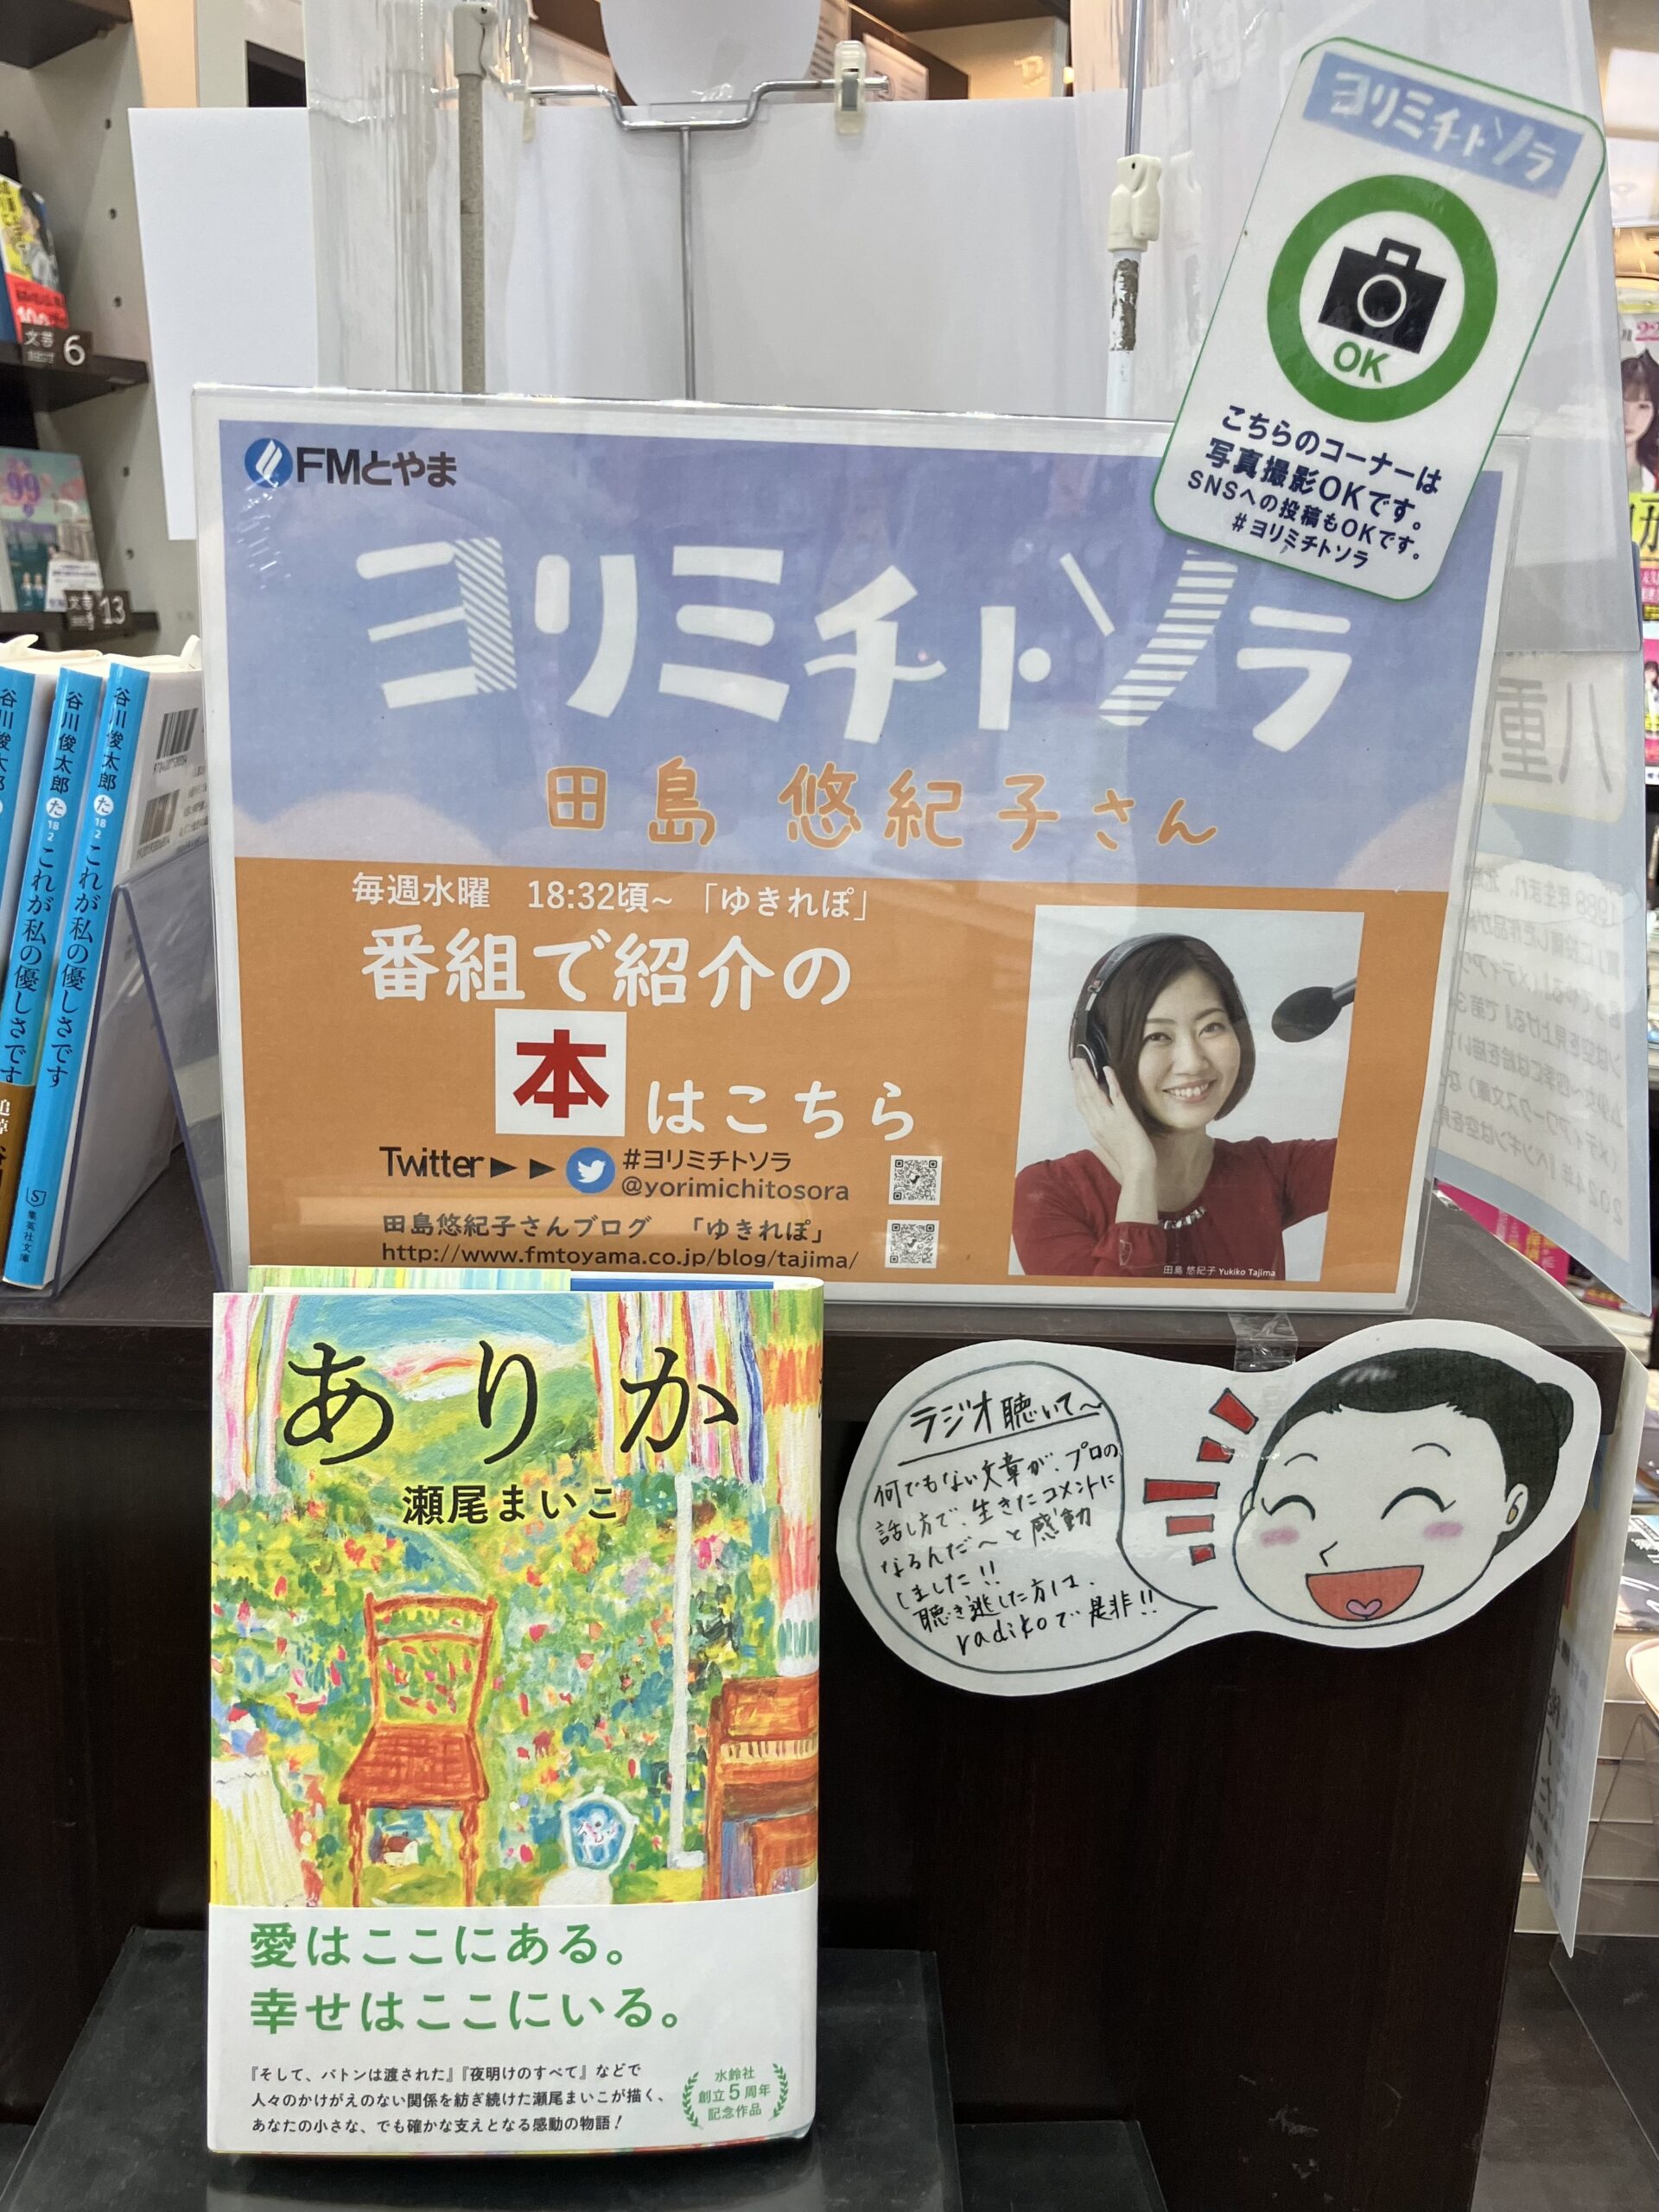 ヨリミチトソラ
OK
こちらのコーナーは
写真撮影OKです。
SNSへの投稿もOKです。
#ヨリミチトソラ
文芸 6
99
13
FMとやま
ヨリミチトソラ
田島 悠紀子さん
毎週水曜 18:32頃~ 「ゆきれぽ」
番組で紹介の
本はこちら
Twitter►► #ヨリミチトソラ
@yorimichitosora
田島悠紀子さんブログ 「ゆきれぽ」
http://www.fmtoyama.co.jp/blog/tajima/
田島 悠紀子 Yukiko Tajima
谷川俊太郎 た 18 2 これが私の優しさです
谷川俊太郎 た 18 2 これが私の優しさです 集英社文庫
ありか
瀬尾まいこ
愛はここにある。
幸せはここにいる。
『そして、バトンは渡された』『夜明けのすべて』などで
人々のかけがえのない関係を紡ぎ続けた瀬尾まいこが描く、
あなたの小さな、でも確かな支えとなる感動の物語！
水鈴社
創立5周年
記念作品
ラジオ聴いて〜
何でもない文章が、プロの
話し方で、生きたコメントに
なるんだ〜と感動
しました!!
聴き逃した方は、
radikoで是非!!